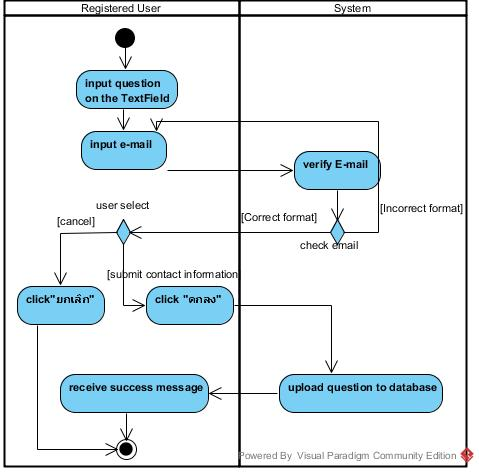 Registered User
System
input question
on the TextField
input e-mail
verify E-mail
user select
[Correct format]
[Incorrect format]
[cancel]
check email
[submit contact information
click"ยกเลิก"
click "ตกลง"
receive success message
upload question to database
Powered By Visual Paradigm Community Edition